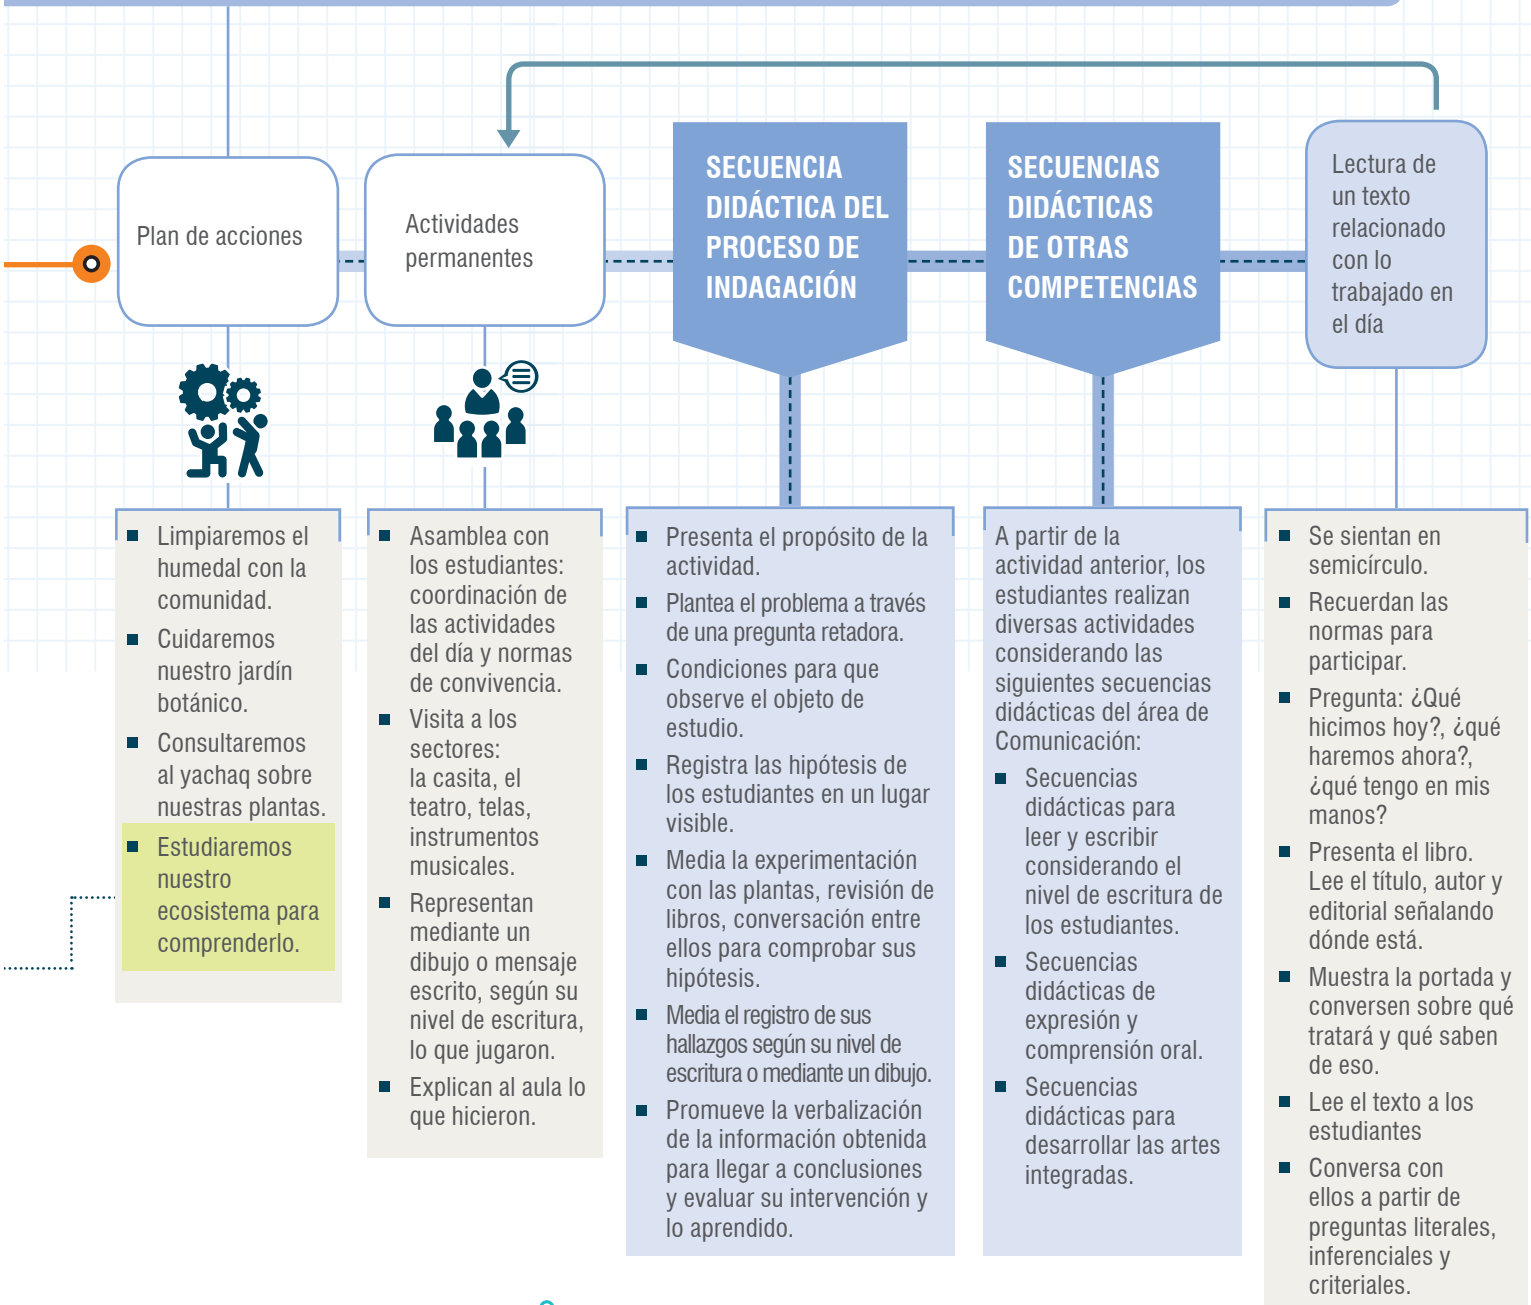 Plan de acciones
Actividades
permanentes
SECUENCIA
DIDÁCTICA DEL
PROCESO DE
INDAGACIÓN
SECUENCIAS
DIDÁCTICAS
DE OTRAS
COMPETENCIAS
Lectura de
un texto
relacionado
con lo
trabajado en
el día
Limpiaremos el
humedal con la
comunidad.
Cuidaremos
nuestro jardín
botánico.
Consultaremos
al yachaq sobre
nuestras plantas.
Estudiaremos
nuestro
ecosistema para
comprenderlo.
Asamblea con
los estudiantes:
coordinación de
las actividades
del día y normas
de convivencia.
Visita a los
sectores:
la casita, el
teatro, telas,
instrumentos
musicales.
Representan
mediante un
dibujo o mensaje
escrito, según su
nivel de escritura,
lo que jugaron.
Explican al aula lo
que hicieron.
Presenta el propósito de la
actividad.
Plantea el problema a través
de una pregunta retadora.
Condiciones para que
observe el objeto de
estudio.
Registra las hipótesis de
los estudiantes en un lugar
visible.
Media la experimentación
con las plantas, revisión de
libros, conversación entre
ellos para comprobar sus
hipótesis.
Media el registro de sus
hallazgos según su nivel de
escritura o mediante un dibujo.
Promueve la verbalización
de la información obtenida
para llegar a conclusiones
y evaluar su intervención y
lo aprendido.
A partir de la
actividad anterior, los
estudiantes realizan
diversas actividades
considerando las
siguientes secuencias
didácticas del área de
Comunicación:
Secuencias
didácticas para
leer y escribir
considerando el
nivel de escritura de
los estudiantes.
Secuencias
didácticas de
expresión y
comprensión oral.
Secuencias
didácticas para
desarrollar las artes
integradas.
Se sientan en
semicírculo.
Recuerdan las
normas para
participar.
Pregunta: ¿Qué
hicimos hoy?, ¿qué
haremos ahora?,
¿qué tengo en mis
manos?
Presenta el libro.
Lee el título, autor y
editorial señalando
dónde está.
Muestra la portada y
conversen sobre qué
tratará y qué saben
de eso.
Lee el texto a los
estudiantes
Conversa con
ellos a partir de
preguntas literales,
inferenciales y
criteriales.